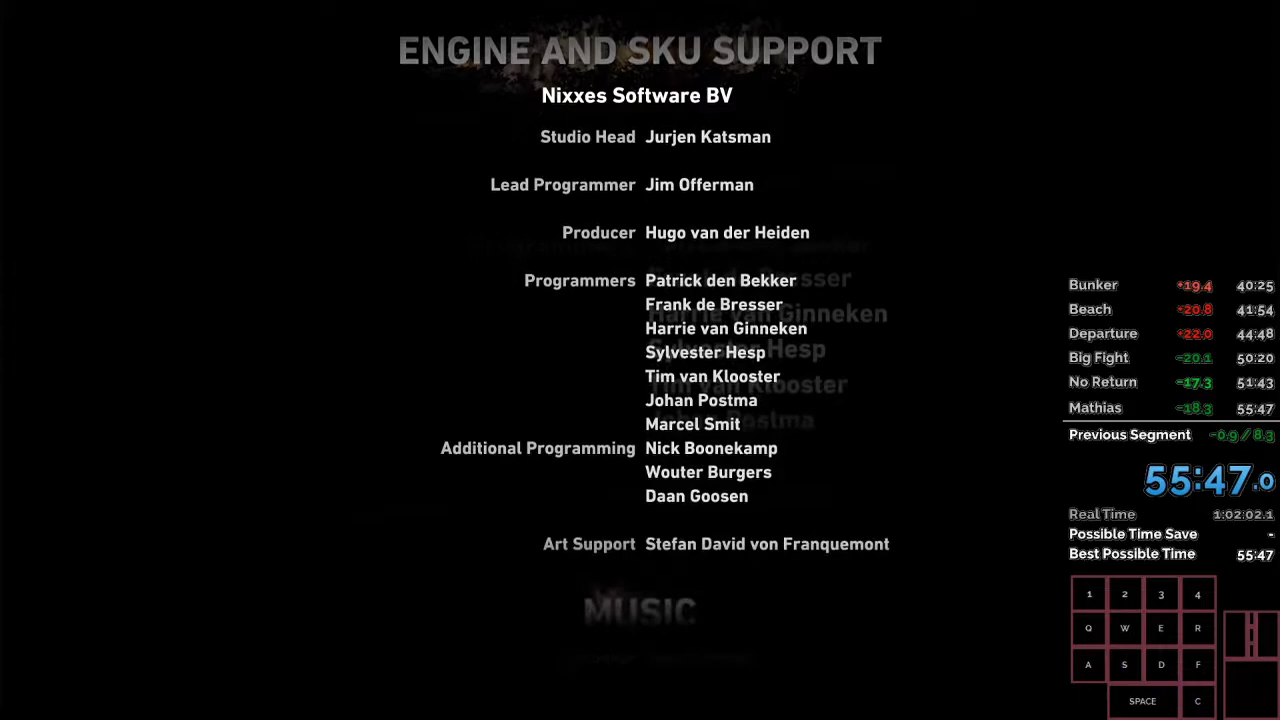 ENGINE AND SKU SUPPORT
Nixxes Software BV
Studio Head Jurjen Katsman
Lead Programmer Jim Offerman
Producer Hugo van der Heiden
Programmers Patrick den Bekker
Frank de Bresser
Harrie van Ginneken
Sylvester Hesp
Tim van Klooster
Johan Postma
Marcel Smit
Additional Programming Nick Boonekamp
Wouter Burgers
Daan Goosen
Art Support Stefan David von Franquemont
MUSIC
Bunker +19.4 40:25
Beach +20.8 41:54
Departure +22.0 44:48
Big Fight -20.1 50:20
No Return -17.3 51:43
Mathias -18.3 55:47
Previous Segment -0.9 / 8.3
55:47.0
Real Time 1:02:02.1
Possible Time Save -
Best Possible Time 55:47
1 2 3 4
Q W E R
A S D F
SPACE C